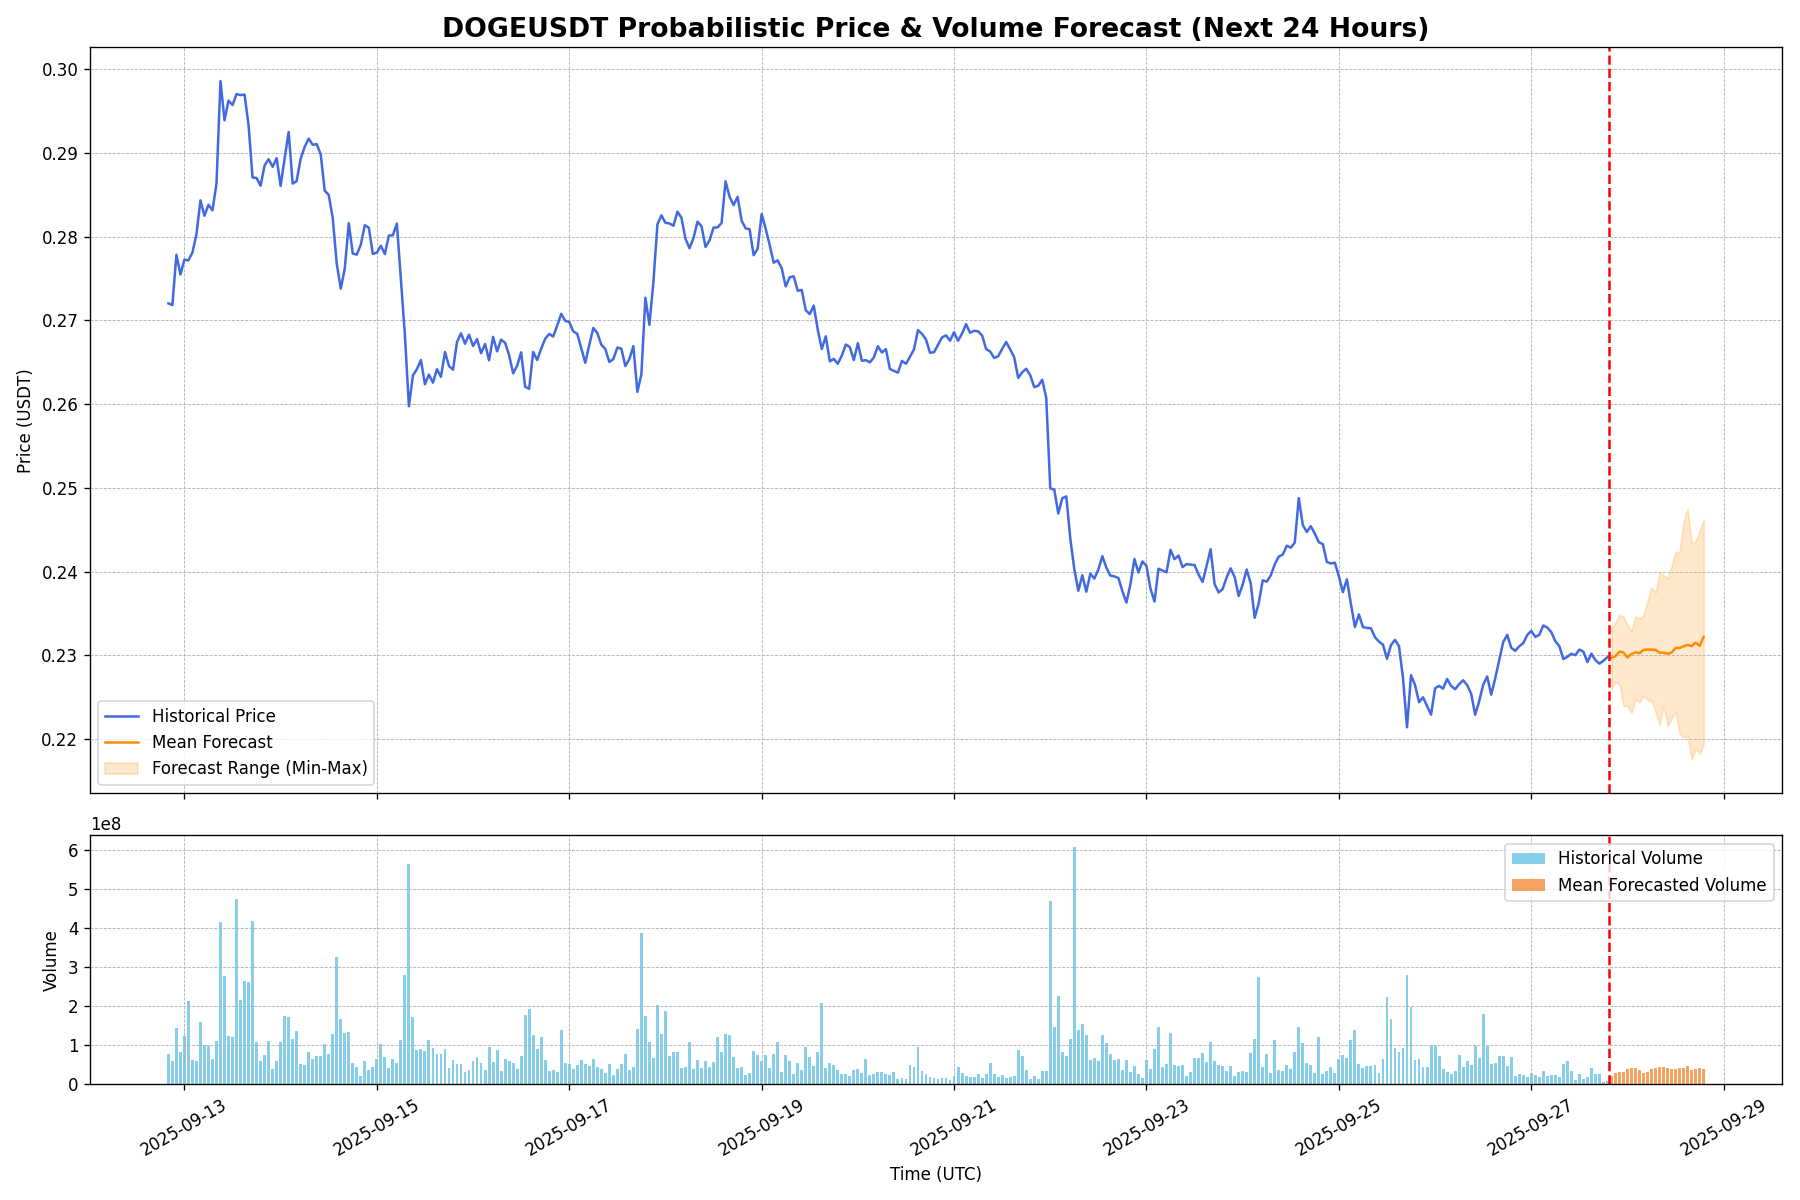 DOGEUSDT Probabilistic Price & Volume Forecast (Next 24 Hours)
0.30
0.29
0.28
0.27
0.26
0.25
0.24
0.23
0.22
Price (USDT)
Historical Price
Mean Forecast
Forecast Range (Min-Max)
1e8
6
5
4
3
2
1
0
Volume
Historical Volume
Mean Forecasted Volume
2025-09-13
2025-09-15
2025-09-17
2025-09-19
2025-09-21
2025-09-23
2025-09-25
2025-09-27
2025-09-29
Time (UTC)